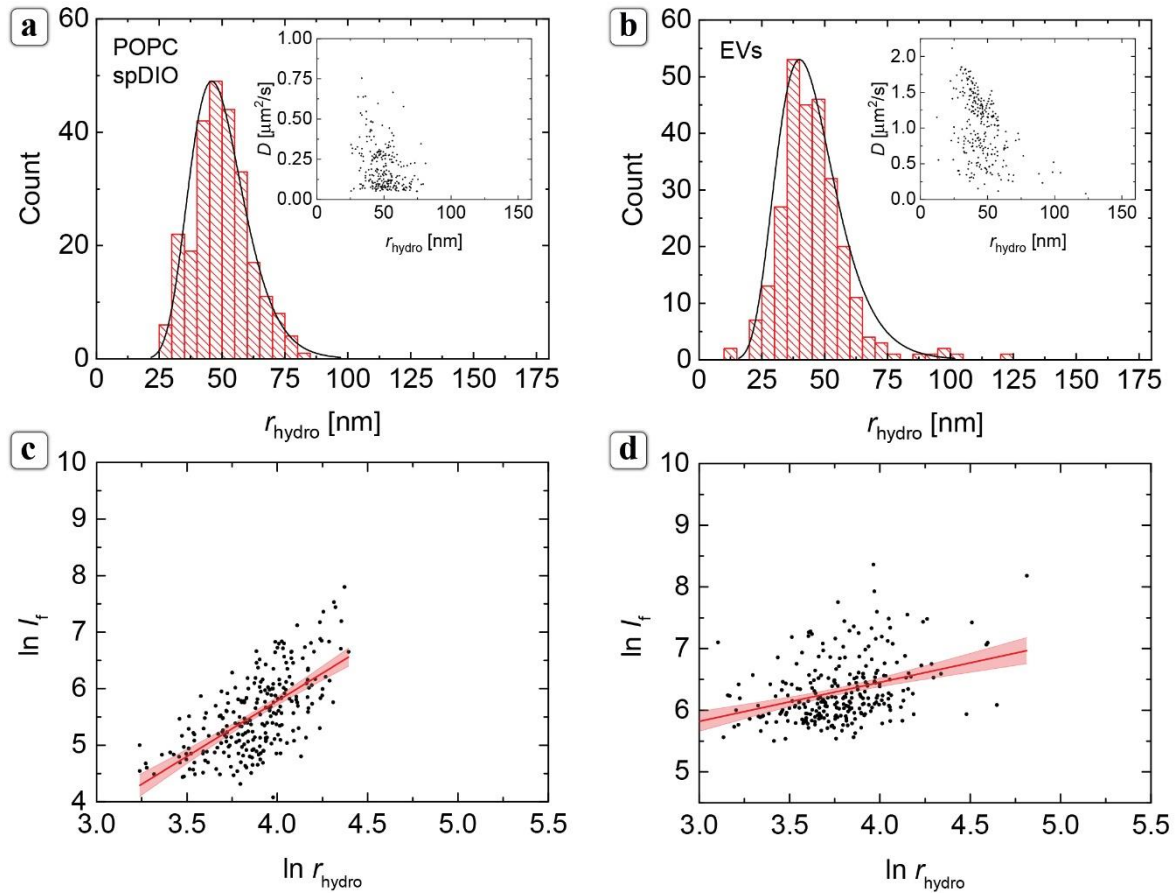 a
POPC
spDIO
Count
60
40
20
0
0 25 50 75 100 125 150 175
r_hydro [nm]
D [µm²/s]
1.00
0.75
0.50
0.25
0.00
0 50 100 150
r_hydro [nm]
b
EVs
Count
60
50
40
30
20
10
0
0 25 50 75 100 125 150 175
r_hydro [nm]
D [µm²/s]
2.0
1.5
1.0
0.5
0.0
0 50 100 150
r_hydro [nm]
c
ln I_f
10
9
8
7
6
5
4
3.0 3.5 4.0 4.5 5.0 5.5
ln r_hydro
d
ln I_f
10
9
8
7
6
5
3.0 3.5 4.0 4.5 5.0 5.5
ln r_hydro